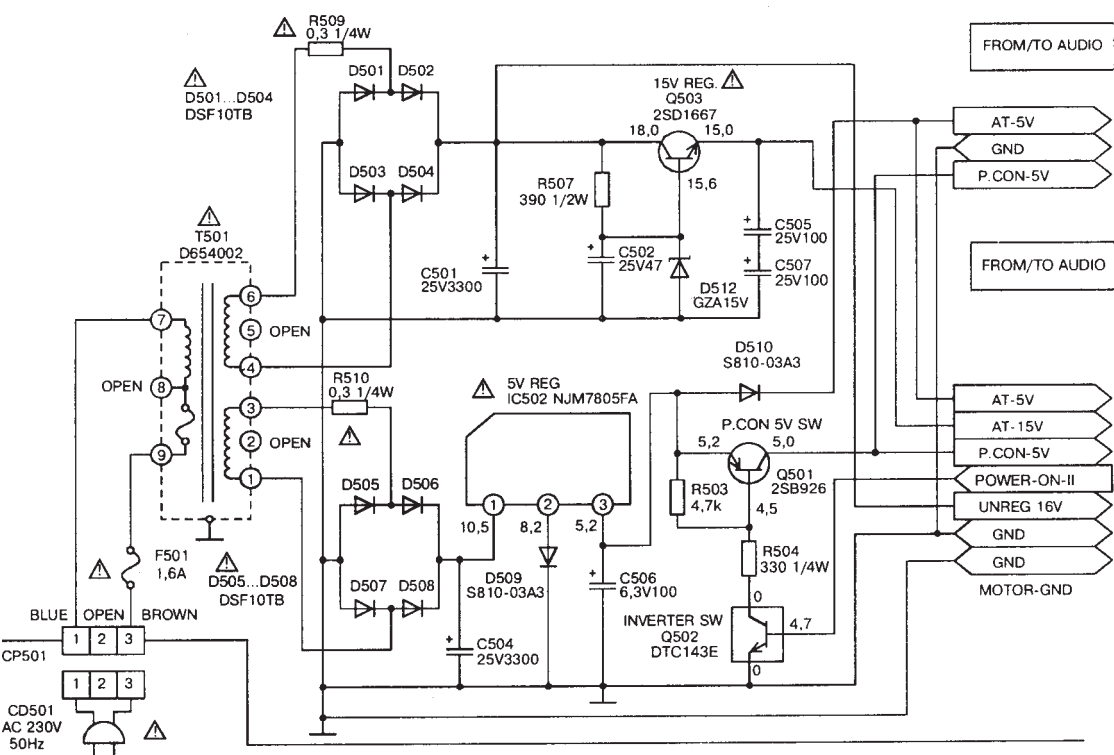 R509
0,3 1/4W
D501...D504
DSF10TB
D501 D502
D503 D504
15V REG.
Q503
2SD1667
18,0 15,0
15,6
R507
390 1/2W
C502
25V47
D512
GZA15V
C505
25V100
C507
25V100
C501
25V3300
FROM/TO AUDIO
AT-5V
GND
P.CON-5V
FROM/TO AUDIO
T501
D654002
7
8
9
6
5
4
3
2
1
OPEN
OPEN
OPEN
R510
0,3 1/4W
D505 D506
D507 D508
5V REG
IC502 NJM7805FA
1
2
3
10,5
8,2
5,2
D509
S810-03A3
C506
6,3V100
C504
25V3300
D510
S810-03A3
P.CON 5V SW
5,2 5,0
Q501
2SB926
4,5
R503
4,7k
R504
330 1/4W
0
INVERTER SW
Q502
DTC143E
4,7
0
AT-5V
AT-15V
P.CON-5V
POWER-ON-II
UNREG 16V
GND
GND
MOTOR-GND
F501
1,6A
D505...D508
DSF10TB
BLUE OPEN BROWN
1 2 3
CP501
1 2 3
CD501
AC 230V
50Hz